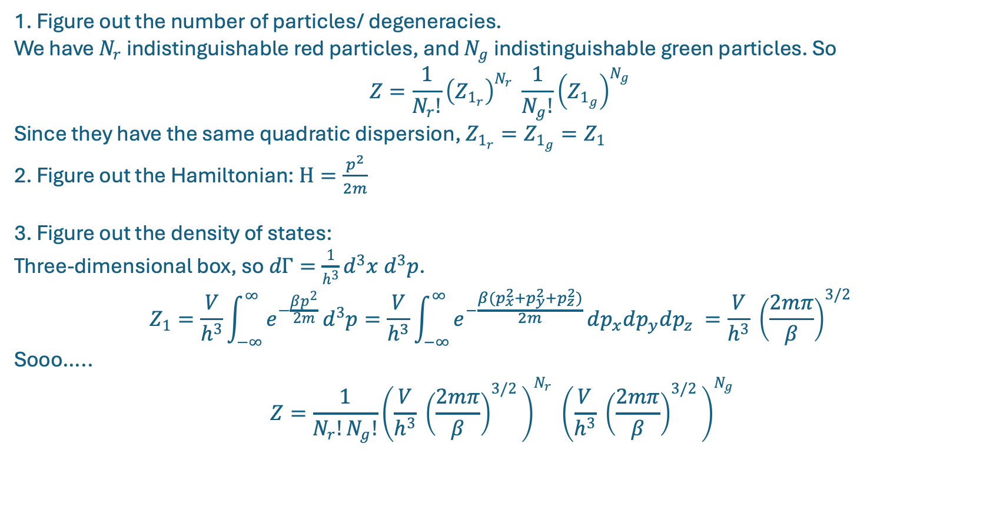 1. Figure out the number of particles/ degeneracies.
We have $N_r$ indistinguishable red particles, and $N_g$ indistinguishable green particles. So
$Z = \frac{1}{N_r!} \left(Z_{1_r}\right)^{N_r} \frac{1}{N_g!} \left(Z_{1_g}\right)^{N_g}$
Since they have the same quadratic dispersion, $Z_{1_r} = Z_{1_g} = Z_1$
2. Figure out the Hamiltonian: $\mathrm{H} = \frac{p^2}{2m}$
3. Figure out the density of states:
Three-dimensional box, so $d\Gamma = \frac{1}{h^3} d^3x \, d^3p$.
$Z_1 = \frac{V}{h^3} \int_{-\infty}^{\infty} e^{-\frac{\beta p^2}{2m}} d^3p = \frac{V}{h^3} \int_{-\infty}^{\infty} e^{-\frac{\beta(p_x^2+p_y^2+p_z^2)}{2m}} dp_x dp_y dp_z = \frac{V}{h^3} \left(\frac{2m\pi}{\beta}\right)^{3/2}$
Sooo.....
$Z = \frac{1}{N_r! \, N_g!} \left(\frac{V}{h^3} \left(\frac{2m\pi}{\beta}\right)^{3/2}\right)^{N_r} \left(\frac{V}{h^3} \left(\frac{2m\pi}{\beta}\right)^{3/2}\right)^{N_g}$